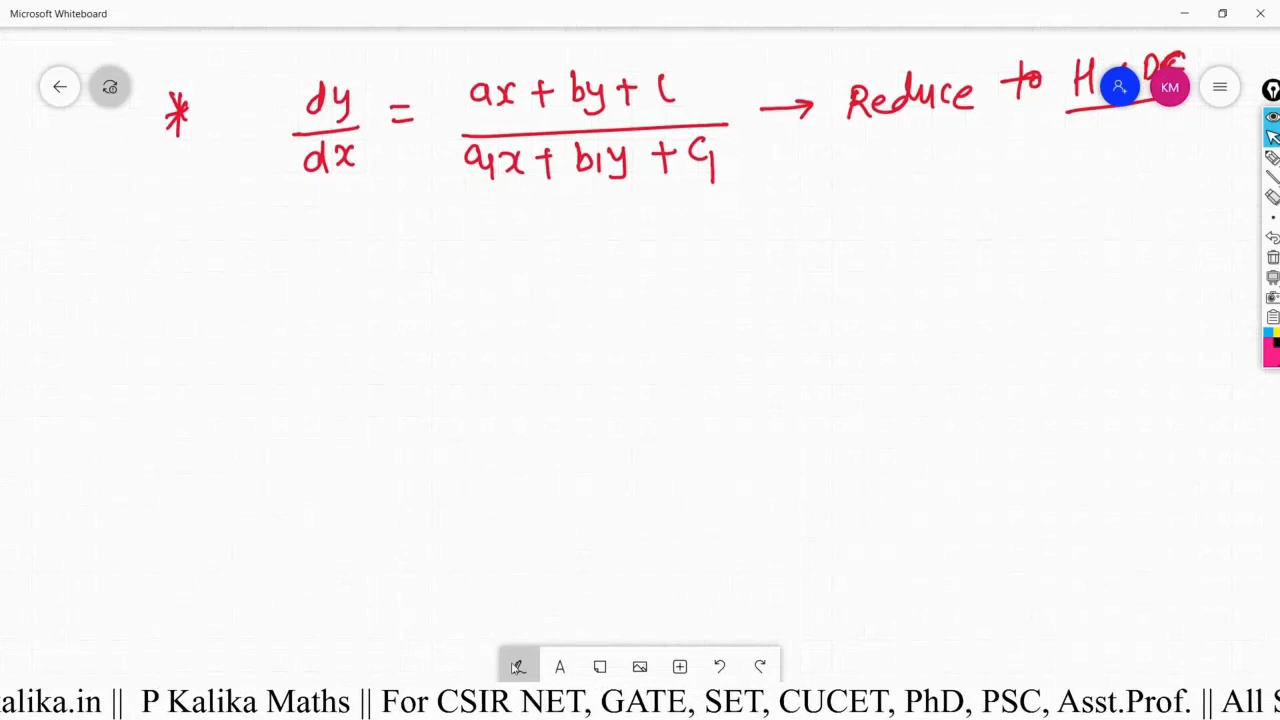 Microsoft Whiteboard
* dy/dx = (ax + by + c)/(a₁x + b₁y + c₁) → Reduce to H
KM
A
kalika.in || P Kalika Maths || For CSIR NET, GATE, SET, CUCET, PhD, PSC, Asst.Prof. || All S